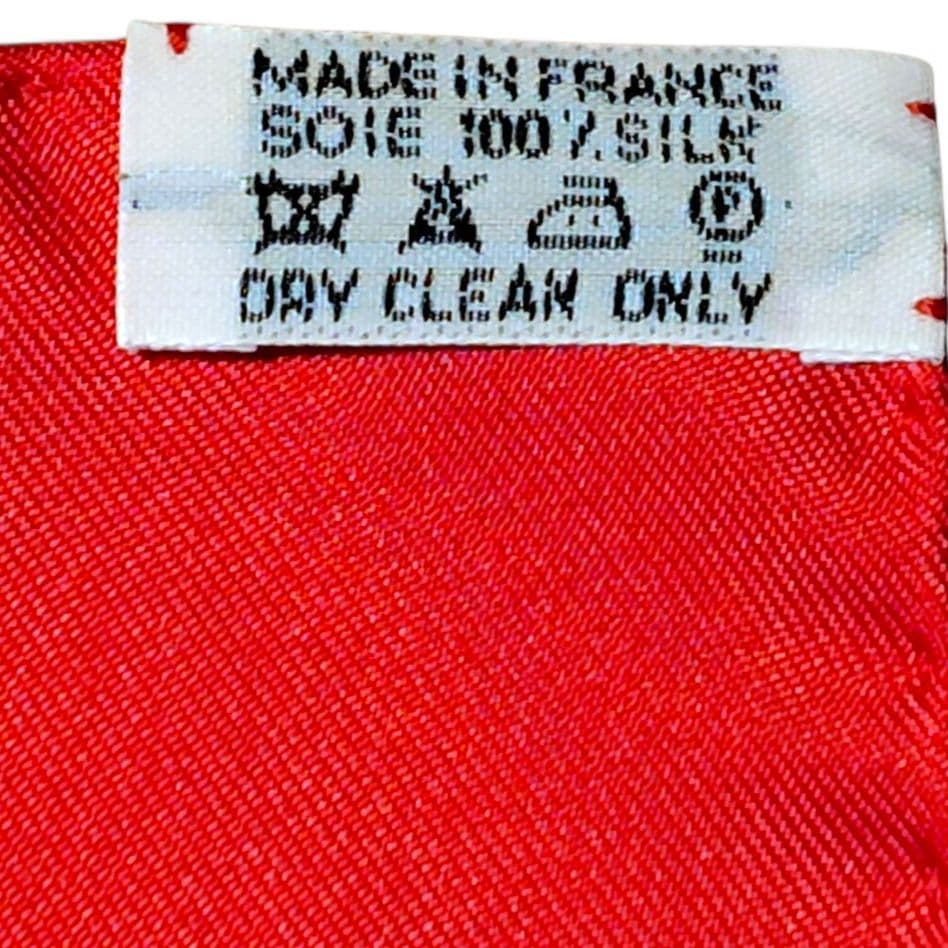 MADE IN FRANCE
SOIE 100% SILK
F
DRY CLEAN ONLY